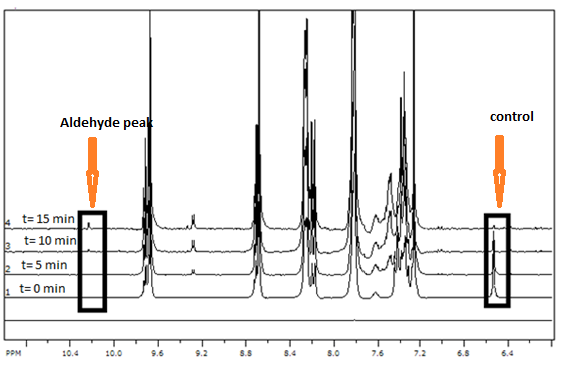 Aldehyde peak
control
4 t= 15 min
3 t= 10 min
2 t= 5 min
1 t= 0 min
PPM 10.4 10.0 9.6 9.2 8.8 8.4 8.0 7.6 7.2 6.8 6.4